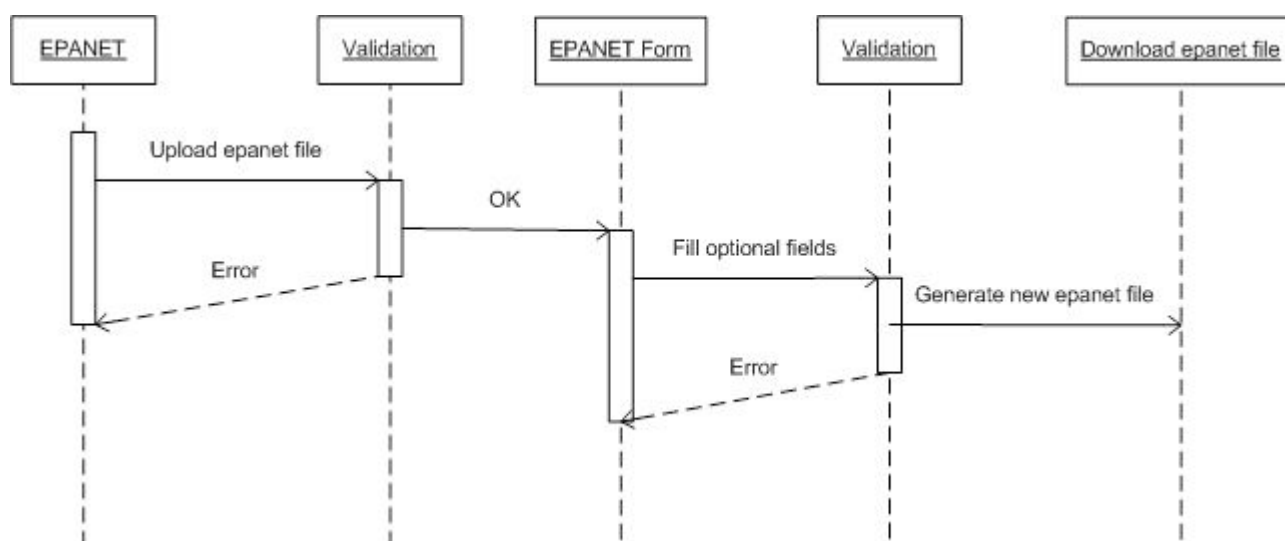 EPANET
Validation
EPANET Form
Validation
Download epanet file
Upload epanet file
OK
Fill optional fields
Error
Generate new epanet file
Error